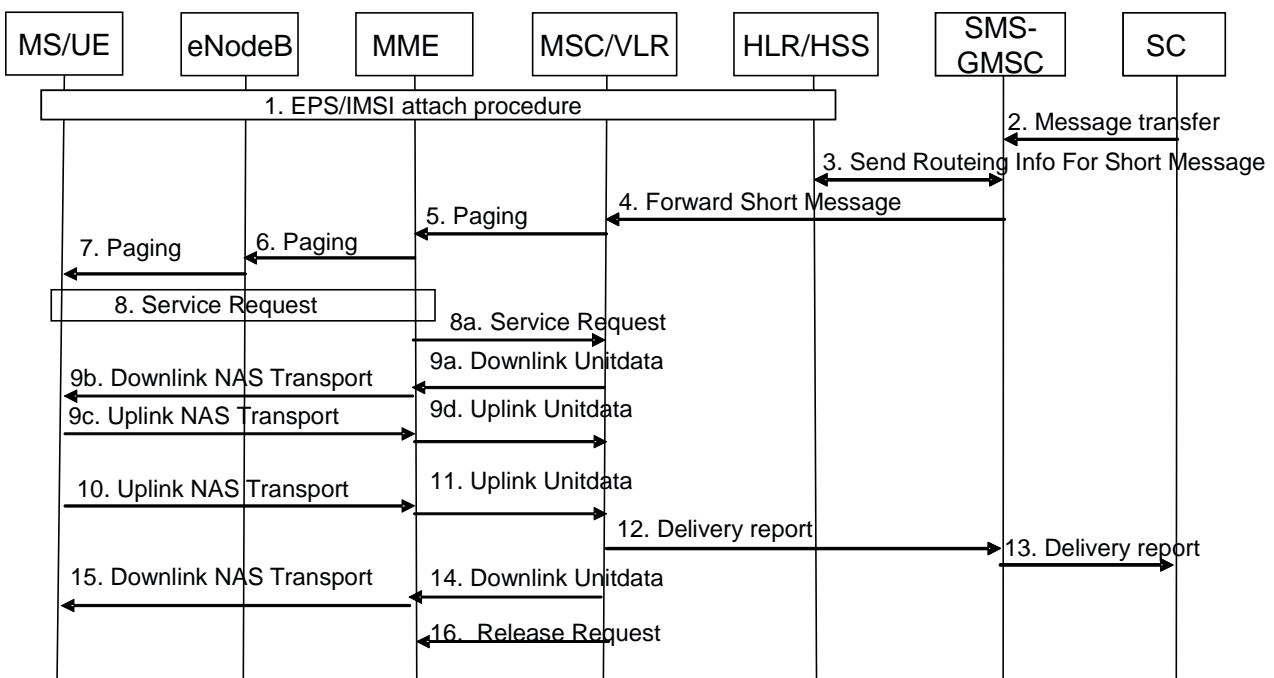 MS/UE
eNodeB
MME
MSC/VLR
HLR/HSS
SMS-
GMSC
SC
1. EPS/IMSI attach procedure
2. Message transfer
3. Send Routeing Info For Short Message
4. Forward Short Message
5. Paging
6. Paging
7. Paging
8. Service Request
8a. Service Request
9a. Downlink Unitdata
9b. Downlink NAS Transport
9c. Uplink NAS Transport
9d. Uplink Unitdata
10. Uplink NAS Transport
11. Uplink Unitdata
12. Delivery report
13. Delivery report
14. Downlink Unitdata
15. Downlink NAS Transport
16. Release Request